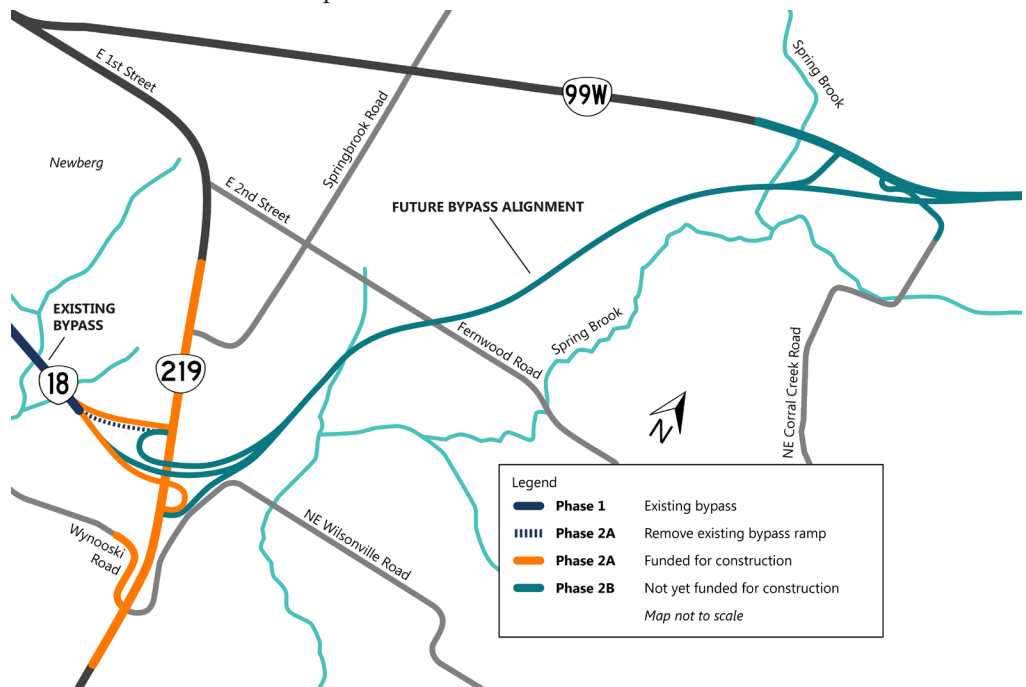 E 1st Street
99W
Spring Brook
Newberg
Springbrook Road
E 2nd Street
FUTURE BYPASS ALIGNMENT
EXISTING
BYPASS
18
219
Fernwood Road
Spring Brook
NE Corral Creek Road
N
Wynooski
Road
NE Wilsonville Road
Legend
Phase 1 Existing bypass
Phase 2A Remove existing bypass ramp
Phase 2A Funded for construction
Phase 2B Not yet funded for construction
Map not to scale